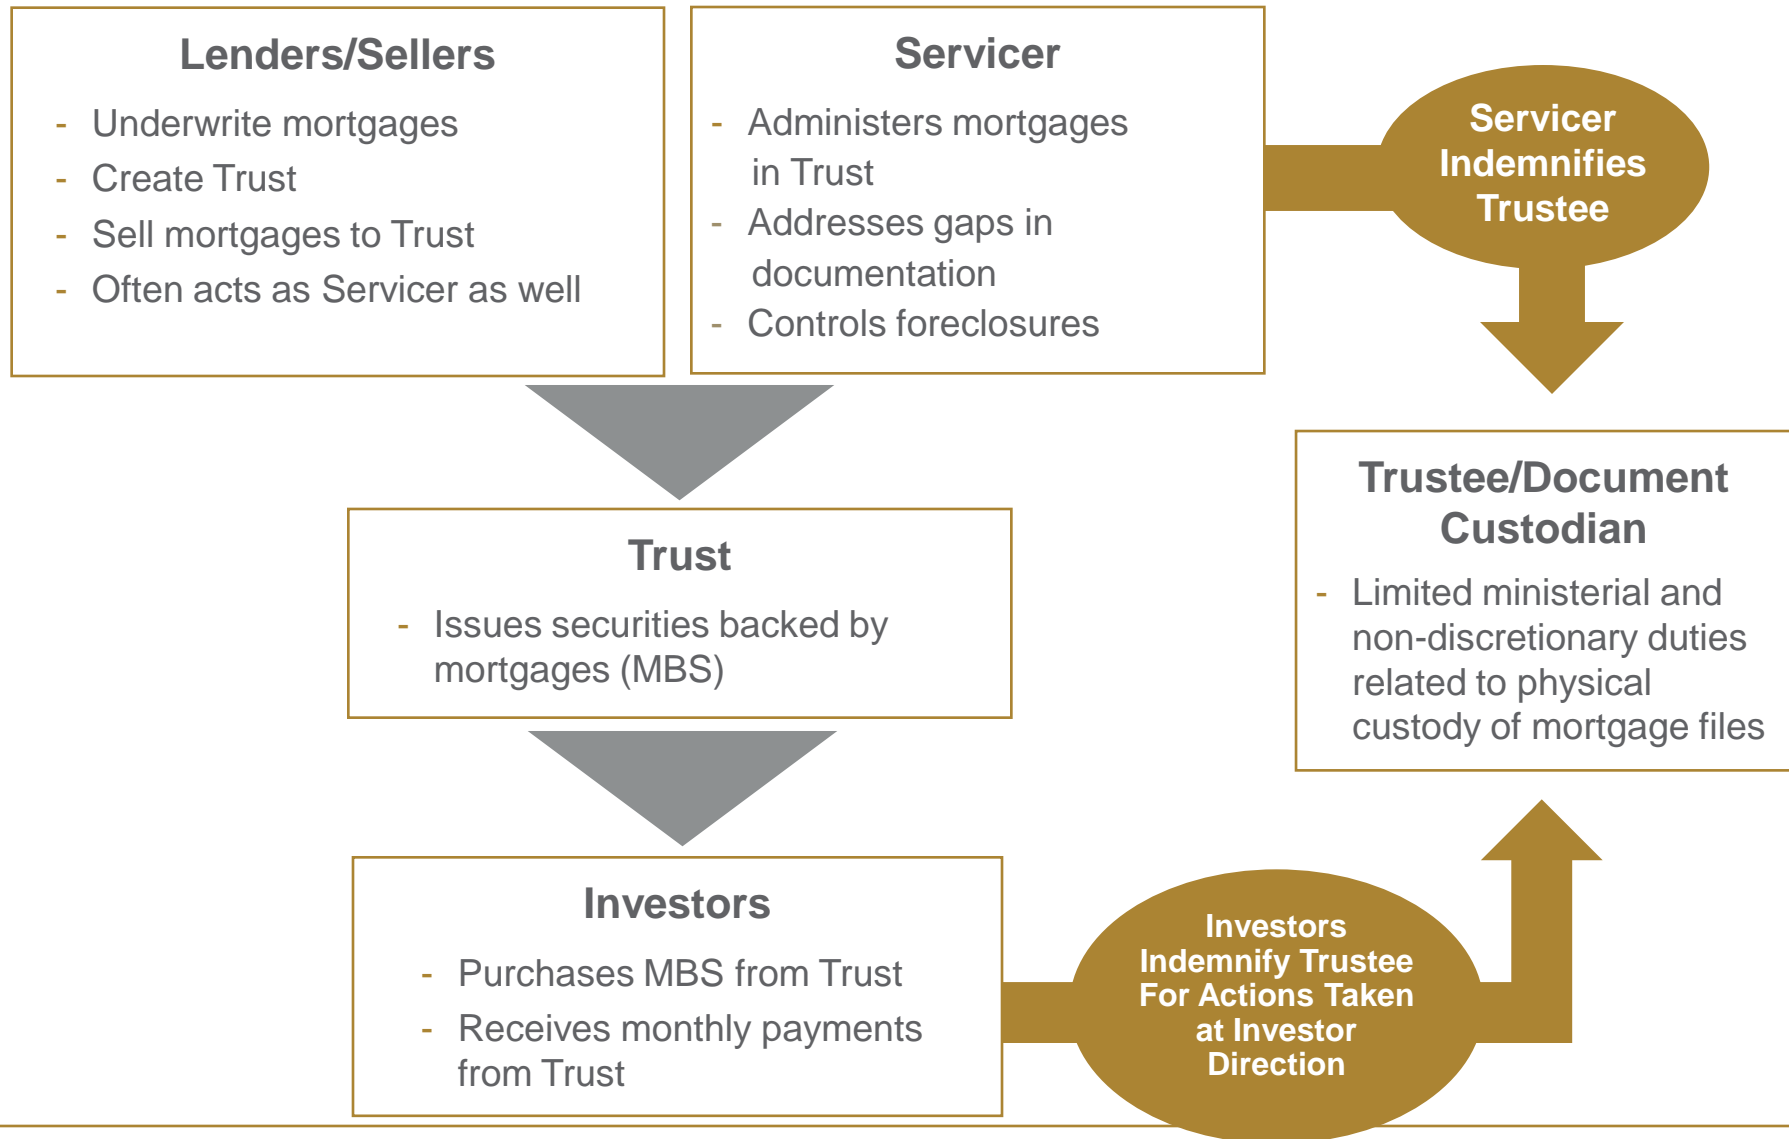 Lenders/Sellers
- Underwrite mortgages
- Create Trust
- Sell mortgages to Trust
- Often acts as Servicer as well
Servicer
- Administers mortgages
in Trust
- Addresses gaps in
documentation
- Controls foreclosures
Servicer
Indemnifies
Trustee
Trustee/Document
Custodian
- Limited ministerial and
non-discretionary duties
related to physical
custody of mortgage files
Trust
- Issues securities backed by
mortgages (MBS)
Investors
- Purchases MBS from Trust
- Receives monthly payments
from Trust
Investors
Indemnify Trustee
For Actions Taken
at Investor
Direction